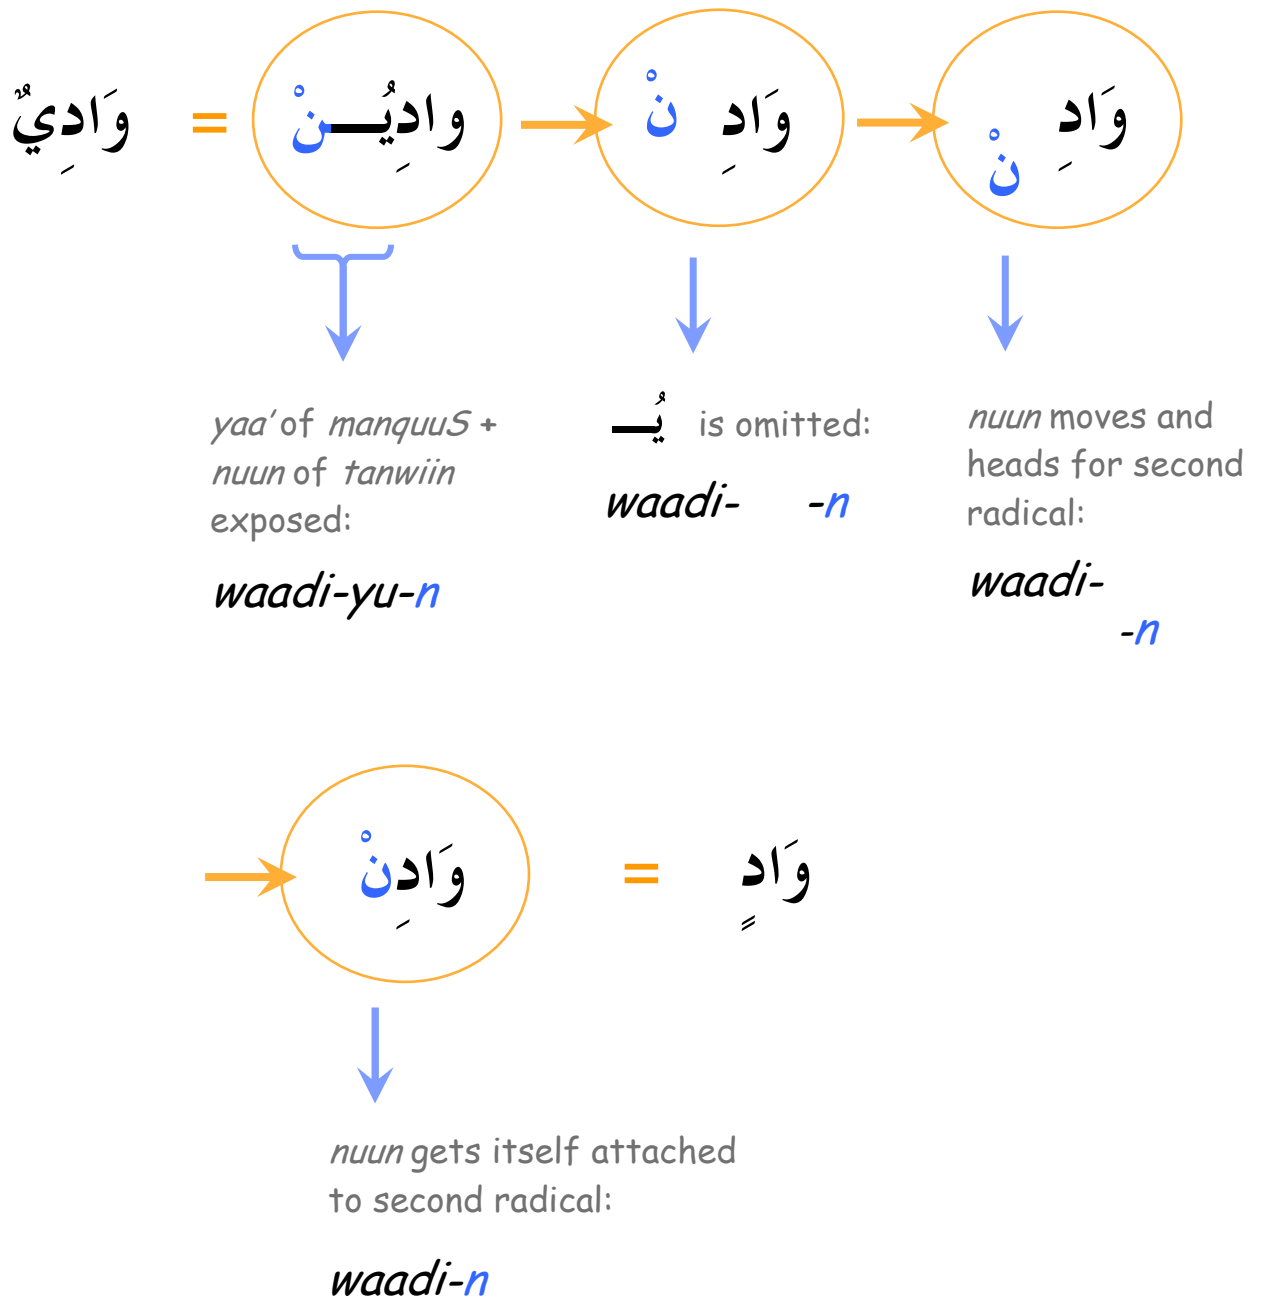 وَادِيٌ = وادِيُـــنْ وَادِ نْ وَادِ نْ
yaa’ of manquuS +
nuun of tanwiin
exposed:
waadi-yu-n
يُـــ is omitted:
waadi- -n
nuun moves and
heads for second
radical:
waadi-
-n
وَادِنْ = وَادٍ
nuun gets itself attached
to second radical:
waadi-n